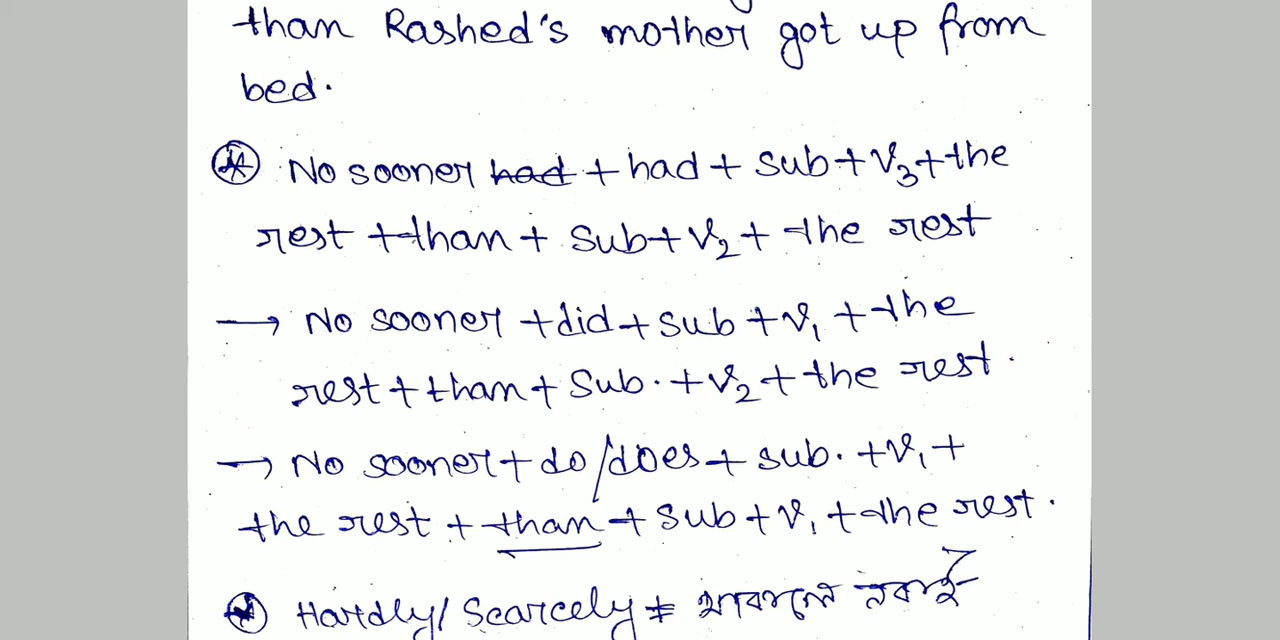 than Rashed's mother got up from
bed.
No sooner had + had + sub + V3 + the
rest + than + sub + V2 + the rest
→ No sooner + did + sub + V1 + the
rest + than + Sub. + V2 + the rest.
→ No sooner + do/does + sub. + V1 +
the rest + than + sub + V1 + the rest.
Hardly/ Scarcely